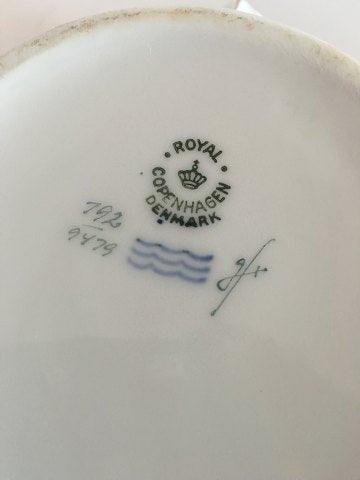 ROYAL
COPENHAGEN
DENMARK
792
9479